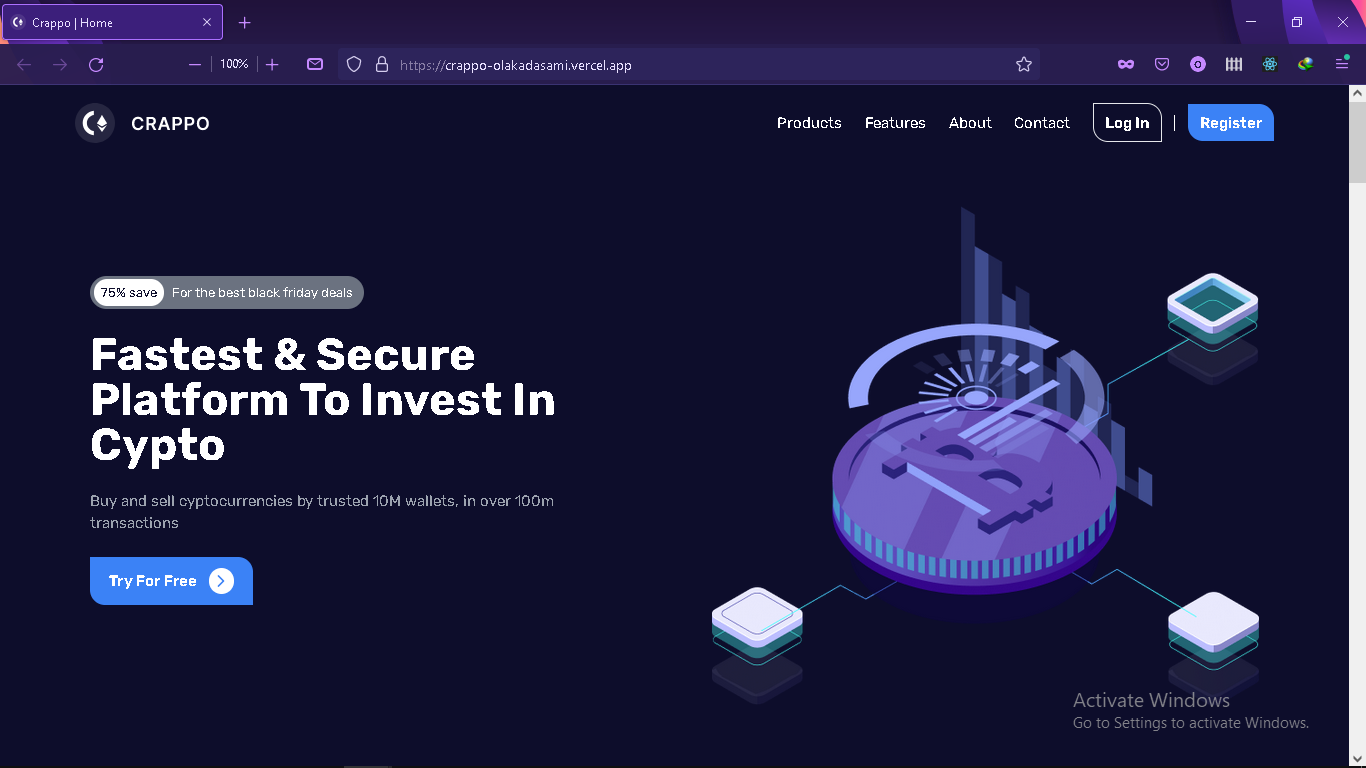 Crappo | Home
100%
https://crappo-olakadasami.vercel.app
CRAPPO
Products
Features
About
Contact
Log In
|
Register
75% save
For the best black friday deals
Fastest & Secure
Platform To Invest In
Cypto
Buy and sell cyptocurrencies by trusted 10M wallets, in over 100m
transactions
Try For Free
Activate Windows
Go to Settings to activate Windows.